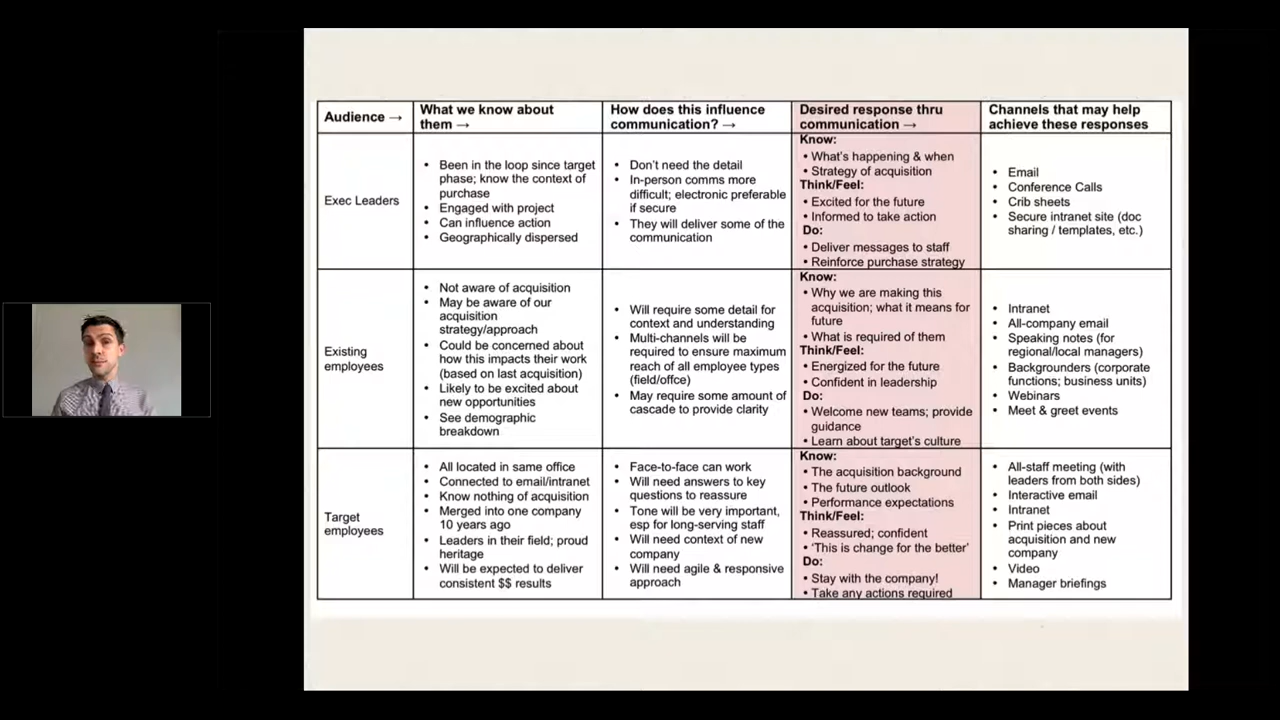 Audience →
What we know about
them →
How does this influence
communication? →
Desired response thru
communication →
Channels that may help
achieve these responses
Exec Leaders
• Been in the loop since target
phase; know the context of
purchase
• Engaged with project
• Can influence action
• Geographically dispersed
• Don't need the detail
• In-person comms more
difficult; electronic preferable
if secure
• They will deliver some of the
communication
Know:
• What's happening & when
• Strategy of acquisition
Think/Feel:
• Excited for the future
• Informed to take action
Do:
• Deliver messages to staff
• Reinforce purchase strategy
• Email
• Conference Calls
• Crib sheets
• Secure intranet site (doc
sharing / templates, etc.)
Existing
employees
• Not aware of acquisition
• May be aware of our
acquisition
strategy/approach
• Could be concerned about
how this impacts their work
(based on last acquisition)
• Likely to be excited about
new opportunities
• See demographic
breakdown
• Will require some detail for
context and understanding
• Multi-channels will be
required to ensure maximum
reach of all employee types
(field/offce)
• May require some amount of
cascade to provide clarity
Know:
• Why we are making this
acquisition; what it means for
future
• What is required of them
Think/Feel:
• Energized for the future
• Confident in leadership
Do:
• Welcome new teams; provide
guidance
• Learn about target's culture
• Intranet
• All-company email
• Speaking notes (for
regional/local managers)
• Backgrounders (corporate
functions; business units)
• Webinars
• Meet & greet events
Target
employees
• All located in same office
• Connected to email/intranet
• Know nothing of acquisition
• Merged into one company
10 years ago
• Leaders in their field; proud
heritage
• Will be expected to deliver
consistent $$ results
• Face-to-face can work
• Will need answers to key
questions to reassure
• Tone will be very important,
esp for long-serving staff
• Will need context of new
company
• Will need agile & responsive
approach
Know:
• The acquisition background
• The future outlook
• Performance expectations
Think/Feel:
• Reassured; confident
• 'This is change for the better'
Do:
• Stay with the company!
• Take any actions required
• All-staff meeting (with
leaders from both sides)
• Interactive email
• Intranet
• Print pieces about
acquisition and new
company
• Video
• Manager briefings